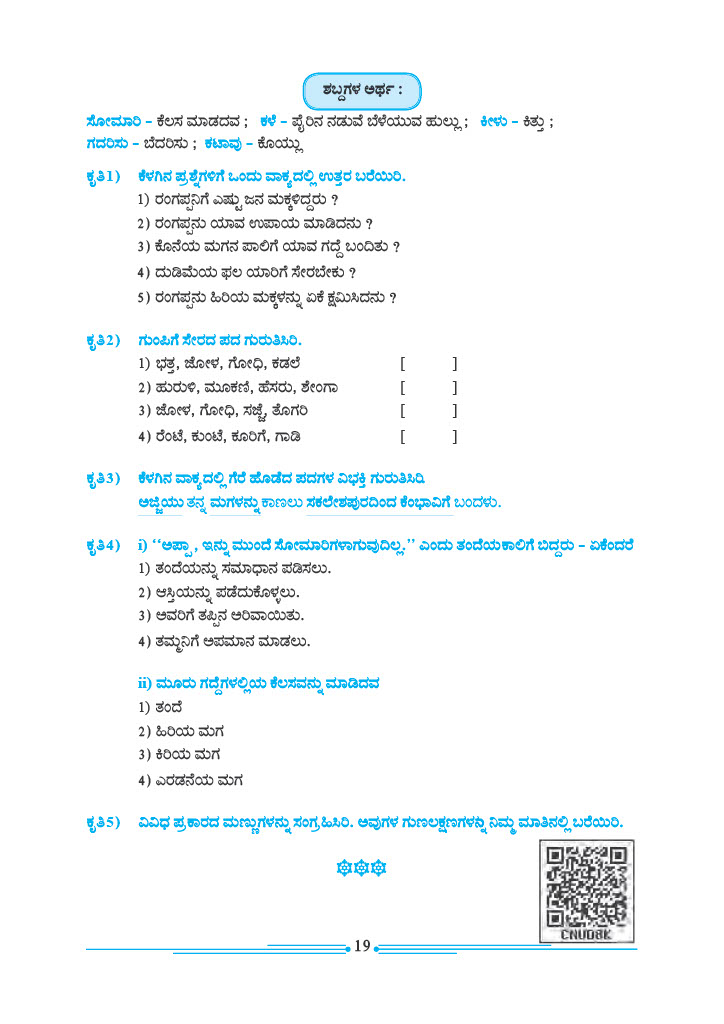 ಶಬ್ದಗಳ ಅರ್ಥ :
ಸೋಮಾರಿ – ಕೆಲಸ ಮಾಡದವ ; ಕಳೆ – ಪೈರಿನ ನಡುವೆ ಬೆಳೆಯುವ ಹುಲ್ಲು ; ಕೀಳು – ಕಿತ್ತು ;
ಗದರಿಸು – ಬೆದರಿಸು ; ಕಟಾವು – ಕೊಯ್ಲು
ಕೃತಿ1) ಕೆಳಗಿನ ಪ್ರಶ್ನೆಗಳಿಗೆ ಒಂದು ವಾಕ್ಯದಲ್ಲಿ ಉತ್ತರ ಬರೆಯಿರಿ.
1) ರಂಗಪ್ಪನಿಗೆ ಎಷ್ಟು ಜನ ಮಕ್ಕಳಿದ್ದರು ?
2) ರಂಗಪ್ಪನು ಯಾವ ಉಪಾಯ ಮಾಡಿದನು ?
3) ಕೊನೆಯ ಮಗನ ಪಾಲಿಗೆ ಯಾವ ಗದ್ದೆ ಬಂದಿತು ?
4) ದುಡಿಮೆಯ ಫಲ ಯಾರಿಗೆ ಸೇರಬೇಕು ?
5) ರಂಗಪ್ಪನು ಹಿರಿಯ ಮಕ್ಕಳನ್ನು ಏಕೆ ಕ್ಷಮಿಸಿದನು ?
ಕೃತಿ2) ಗುಂಪಿಗೆ ಸೇರದ ಪದ ಗುರುತಿಸಿರಿ.
1) ಭತ್ತ, ಜೋಳ, ಗೋಧಿ, ಕಡಲೆ [ ]
2) ಹುರುಳಿ, ಮೂಕಣಿ, ಹೆಸರು, ಶೇಂಗಾ [ ]
3) ಜೋಳ, ಗೋಧಿ, ಸಜ್ಜೆ, ತೊಗರಿ [ ]
4) ರೆಂಟೆ, ಕುಂಟೆ, ಕೂರಿಗೆ, ಗಾಡಿ [ ]
ಕೃತಿ3) ಕೆಳಗಿನ ವಾಕ್ಯದಲ್ಲಿ ಗೆರೆ ಹೊಡೆದ ಪದಗಳ ವಿಭಕ್ತಿ ಗುರುತಿಸಿರಿ.
ಅಜ್ಜಿಯು ತನ್ನ ಮಗಳನ್ನು ಕಾಣಲು ಸಕಲೇಶಪುರದಿಂದ ಕೆಂಭಾವಿಗೆ ಬಂದಳು.
ಕೃತಿ4) i) ‘‘ಅಪ್ಪಾ , ಇನ್ನು ಮುಂದೆ ಸೋಮಾರಿಗಳಾಗುವುದಿಲ್ಲ.’’ ಎಂದು ತಂದೆಯಕಾಲಿಗೆ ಬಿದ್ದರು – ಏಕೆಂದರೆ
1) ತಂದೆಯನ್ನು ಸಮಾಧಾನ ಪಡಿಸಲು.
2) ಆಸ್ತಿಯನ್ನು ಪಡೆದುಕೊಳ್ಳಲು.
3) ಅವರಿಗೆ ತಪ್ಪಿನ ಅರಿವಾಯಿತು.
4) ತಮ್ಮನಿಗೆ ಅಪಮಾನ ಮಾಡಲು.
ii) ಮೂರು ಗದ್ದೆಗಳಲ್ಲಿಯ ಕೆಲಸವನ್ನು ಮಾಡಿದವ
1) ತಂದೆ
2) ಹಿರಿಯ ಮಗ
3) ಕಿರಿಯ ಮಗ
4) ಎರಡನೆಯ ಮಗ
ಕೃತಿ5) ವಿವಿಧ ಪ್ರಕಾರದ ಮಣ್ಣುಗಳನ್ನು ಸಂಗ್ರಹಿಸಿರಿ. ಅವುಗಳ ಗುಣಲಕ್ಷಣಗಳನ್ನು ನಿಮ್ಮ ಮಾತಿನಲ್ಲಿ ಬರೆಯಿರಿ.
CNUD8K
19